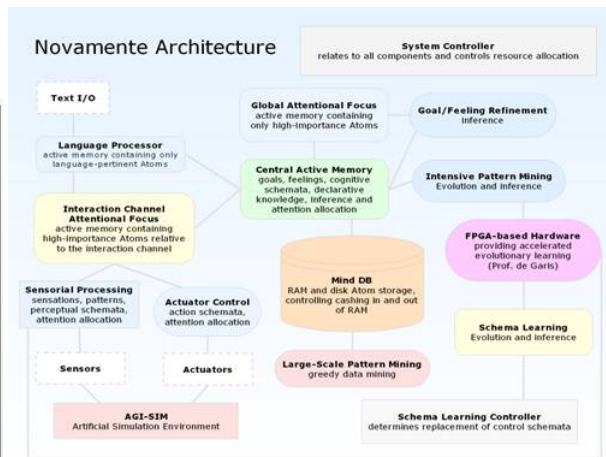 Novamente Architecture
System Controller
relates to all components and controls resource allocation
Text I/O
Global Attentional Focus
active memory containing
only high-importance Atoms
Goal/Feeling Refinement
inference
Language Processor
active memory containing only
language-pertinent Atoms
Central Active Memory
goals, feelings, cognitive
schemata, declarative
knowledge, inference and
attention allocation
Intensive Pattern Mining
Evolution and inference
Interaction Channel
Attentional Focus
active memory containing
high-importance Atoms relative
to the interaction channel
FPGA-based Hardware
providing accelerated
evolutionary learning
(Prof. de Garis)
Mind DB
RAH and disk Atom storage,
controlling cashing in and out
of RAH
Sensorial Processing
sensations, patterns,
perceptual schemata,
attention allocation
Actuator Control
action schemata,
attention allocation
Schema Learning
Evolution and inference
Sensors
Actuators
Large-Scale Pattern Mining
greedy data mining
AGI-SIM
Artificial Simulation Environment
Schema Learning Controller
determines replacement of control schemata